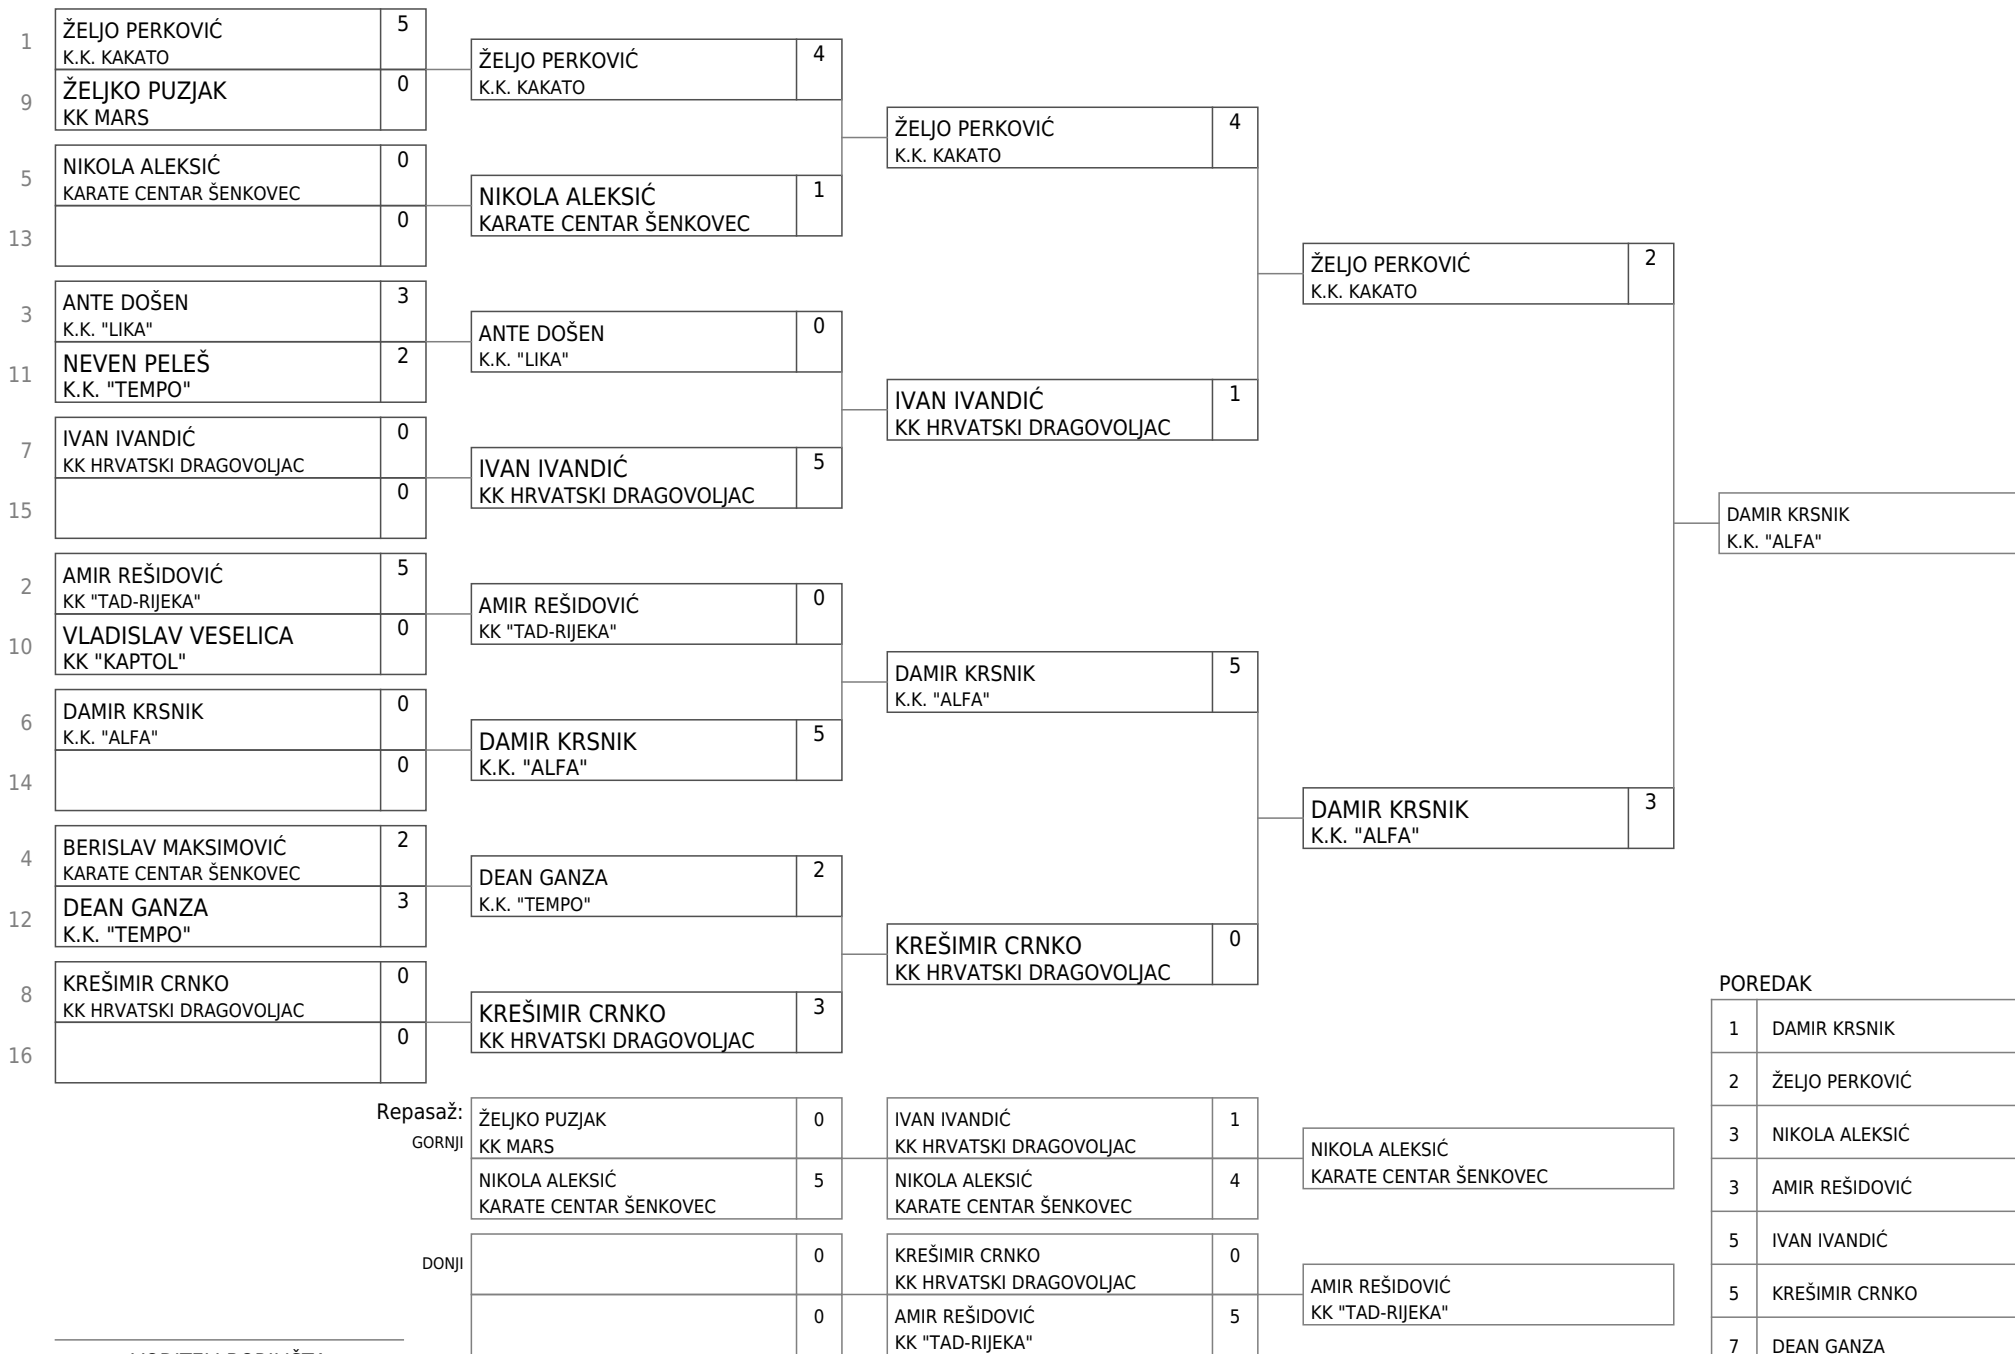 1
ŽELJO PERKOVIĆ 5
K.K. KAKATO
9
ŽELJKO PUZJAK 0
KK MARS
5
NIKOLA ALEKSIĆ 0
KARATE CENTAR ŠENKOVEC
13
0
3
ANTE DOŠEN 3
K.K. "LIKA"
11
NEVEN PELEŠ 2
K.K. "TEMPO"
7
IVAN IVANDIĆ 0
KK HRVATSKI DRAGOVOLJAC
15
0
2
AMIR REŠIDOVIĆ 5
KK "TAD-RIJEKA"
10
VLADISLAV VESELICA 0
KK "KAPTOL"
6
DAMIR KRSNIK 0
K.K. "ALFA"
14
0
4
BERISLAV MAKSIMOVIĆ 2
KARATE CENTAR ŠENKOVEC
12
DEAN GANZA 3
K.K. "TEMPO"
8
KREŠIMIR CRNKO 0
KK HRVATSKI DRAGOVOLJAC
16
0
ŽELJO PERKOVIĆ 4
K.K. KAKATO
NIKOLA ALEKSIĆ 1
KARATE CENTAR ŠENKOVEC
ANTE DOŠEN 0
K.K. "LIKA"
IVAN IVANDIĆ 5
KK HRVATSKI DRAGOVOLJAC
AMIR REŠIDOVIĆ 0
KK "TAD-RIJEKA"
DAMIR KRSNIK 5
K.K. "ALFA"
DEAN GANZA 2
K.K. "TEMPO"
KREŠIMIR CRNKO 3
KK HRVATSKI DRAGOVOLJAC
ŽELJO PERKOVIĆ 4
K.K. KAKATO
IVAN IVANDIĆ 1
KK HRVATSKI DRAGOVOLJAC
DAMIR KRSNIK 5
K.K. "ALFA"
KREŠIMIR CRNKO 0
KK HRVATSKI DRAGOVOLJAC
ŽELJO PERKOVIĆ 2
K.K. KAKATO
DAMIR KRSNIK 3
K.K. "ALFA"
DAMIR KRSNIK
K.K. "ALFA"
Repasaž:
GORNJI
ŽELJKO PUZJAK 0
KK MARS
NIKOLA ALEKSIĆ 5
KARATE CENTAR ŠENKOVEC
IVAN IVANDIĆ 1
KK HRVATSKI DRAGOVOLJAC
NIKOLA ALEKSIĆ 4
KARATE CENTAR ŠENKOVEC
NIKOLA ALEKSIĆ
KARATE CENTAR ŠENKOVEC
DONJI
0
0
KREŠIMIR CRNKO 0
KK HRVATSKI DRAGOVOLJAC
AMIR REŠIDOVIĆ 5
KK "TAD-RIJEKA"
AMIR REŠIDOVIĆ
KK "TAD-RIJEKA"
POREDAK
1 DAMIR KRSNIK
2 ŽELJO PERKOVIĆ
3 NIKOLA ALEKSIĆ
3 AMIR REŠIDOVIĆ
5 IVAN IVANDIĆ
5 KREŠIMIR CRNKO
7 DEAN GANZA